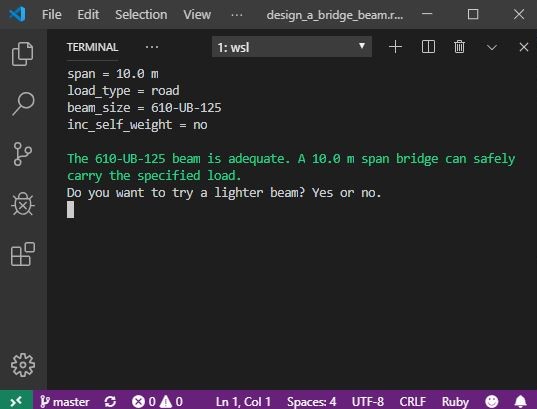 File Edit Selection View ··· design_a_bridge_beam.r...
TERMINAL ··· 1: wsl
span = 10.0 m
load_type = road
beam_size = 610-UB-125
inc_self_weight = no
The 610-UB-125 beam is adequate. A 10.0 m span bridge can safely
carry the specified load.
Do you want to try a lighter beam? Yes or no.
master 0 0 Ln 1, Col 1 Spaces: 4 UTF-8 CRLF Ruby